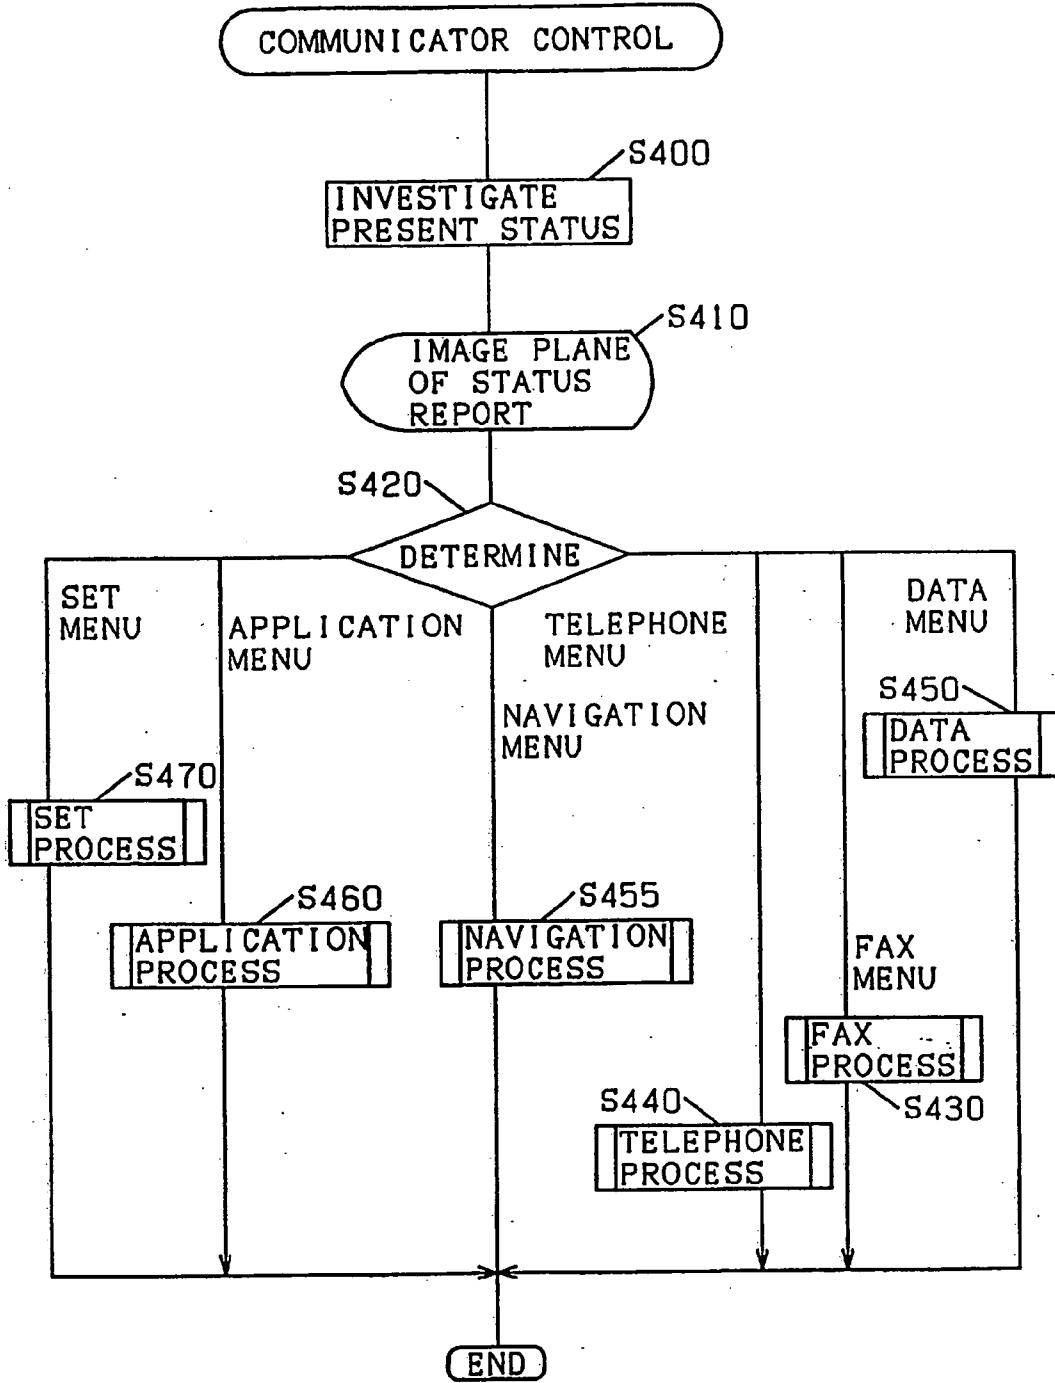 COMMUNICATOR CONTROL
S400
INVESTIGATE
PRESENT STATUS
S410
IMAGE PLANE
OF STATUS
REPORT
S420
DETERMINE
SET
MENU
APPLICATION
MENU
TELEPHONE
MENU
DATA
MENU
NAVIGATION
MENU
S450
DATA
PROCESS
S470
SET
PROCESS
S460
APPLICATION
PROCESS
S455
NAVIGATION
PROCESS
FAX
MENU
FAX
PROCESS
S430
S440
TELEPHONE
PROCESS
END